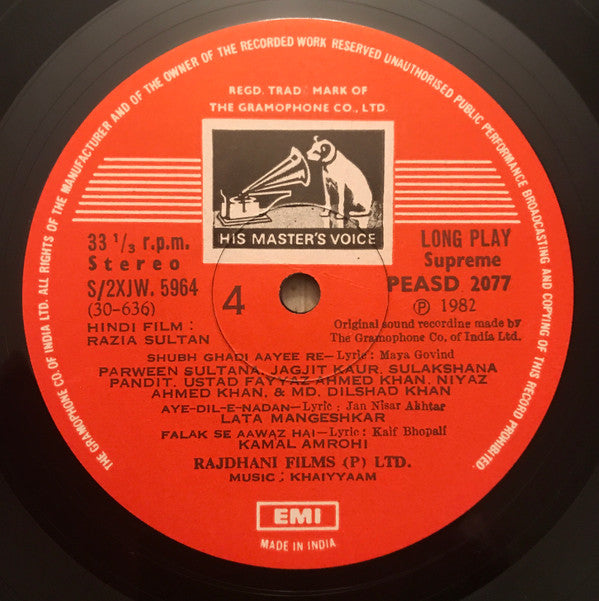 THE GRAMOPHONE CO. OF INDIA LTD. ALL RIGHTS OF THE MANUFACTURER AND OF THE OWNER OF THE RECORDED WORK RESERVED UNAUTHORISED PUBLIC PERFORMANCE BROADCASTING AND COPYING OF THIS RECORD PROHIBITED
REGD. TRADE MARK OF
THE GRAMOPHONE CO., LTD.
HIS MASTER'S VOICE
33 1/3 r.p.m.
Stereo
S/2XJW. 5964
(30-636)
4
LONG PLAY
Supreme
PEASD 2077
Ⓟ 1982
HINDI FILM :
RAZIA SULTAN
Original sound recording made by
The Gramophone Co. of India Ltd.
SHUBH GHADI AAYEE RE—Lyric: Maya Govind
PARWEEN SULTANA, JAGJIT KAUR, SULAKSHANA
PANDIT, USTAD FAYYAZ AHMED KHAN, NIYAZ
AHMED KHAN, & MD. DILSHAD KHAN
AYE-DIL-E-NADAN—Lyric : Jan Nisar Akhtar
LATA MANGESHKAR
FALAK SE AAWAZ HAI—Lyric : Kaif Bhopali
KAMAL AMROHI
RAJDHANI FILMS (P) LTD.
MUSIC : KHAIYYAAM
EMI
MADE IN INDIA